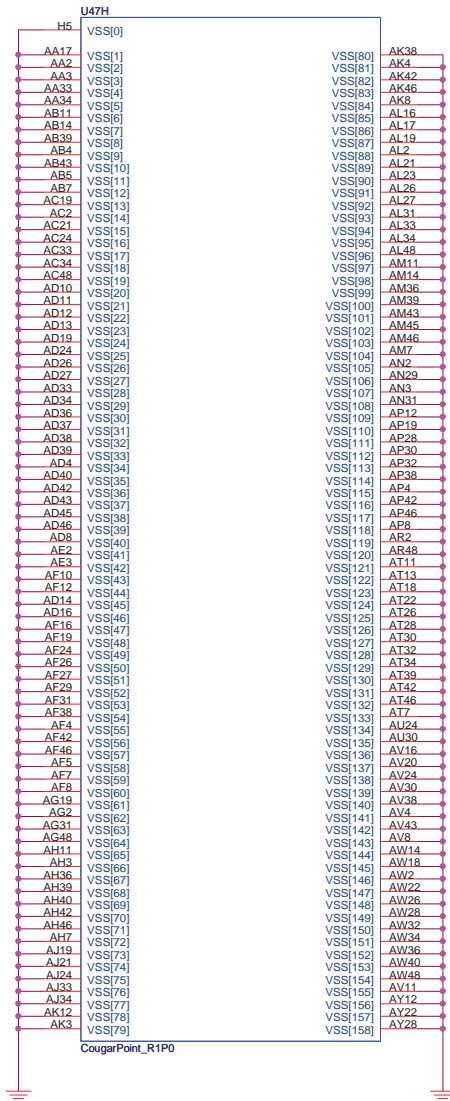 U47H
H5 VSS[0]
AA17 VSS[1] VSS[80] AK38
AA2 VSS[2] VSS[81] AK4
AA3 VSS[3] VSS[82] AK42
AA33 VSS[4] VSS[83] AK46
AA34 VSS[5] VSS[84] AK8
AB11 VSS[6] VSS[85] AL16
AB14 VSS[7] VSS[86] AL17
AB39 VSS[8] VSS[87] AL19
AB4 VSS[9] VSS[88] AL2
AB43 VSS[10] VSS[89] AL21
AB5 VSS[11] VSS[90] AL23
AB7 VSS[12] VSS[91] AL26
AC19 VSS[13] VSS[92] AL27
AC2 VSS[14] VSS[93] AL31
AC21 VSS[15] VSS[94] AL33
AC24 VSS[16] VSS[95] AL34
AC33 VSS[17] VSS[96] AL48
AC34 VSS[18] VSS[97] AM11
AC48 VSS[19] VSS[98] AM14
AD10 VSS[20] VSS[99] AM36
AD11 VSS[21] VSS[100] AM39
AD12 VSS[22] VSS[101] AM43
AD13 VSS[23] VSS[102] AM45
AD19 VSS[24] VSS[103] AM46
AD24 VSS[25] VSS[104] AM7
AD26 VSS[26] VSS[105] AN2
AD27 VSS[27] VSS[106] AN29
AD33 VSS[28] VSS[107] AN3
AD34 VSS[29] VSS[108] AN31
AD36 VSS[30] VSS[109] AP12
AD37 VSS[31] VSS[110] AP19
AD38 VSS[32] VSS[111] AP28
AD39 VSS[33] VSS[112] AP30
AD4 VSS[34] VSS[113] AP32
AD40 VSS[35] VSS[114] AP38
AD42 VSS[36] VSS[115] AP4
AD43 VSS[37] VSS[116] AP42
AD45 VSS[38] VSS[117] AP46
AD46 VSS[39] VSS[118] AP8
AD8 VSS[40] VSS[119] AR2
AE2 VSS[41] VSS[120] AR48
AE3 VSS[42] VSS[121] AT11
AF10 VSS[43] VSS[122] AT13
AF12 VSS[44] VSS[123] AT18
AD14 VSS[45] VSS[124] AT22
AD16 VSS[46] VSS[125] AT26
AF16 VSS[47] VSS[126] AT28
AF19 VSS[48] VSS[127] AT30
AF24 VSS[49] VSS[128] AT32
AF26 VSS[50] VSS[129] AT34
AF27 VSS[51] VSS[130] AT39
AF29 VSS[52] VSS[131] AT42
AF31 VSS[53] VSS[132] AT46
AF38 VSS[54] VSS[133] AT7
AF4 VSS[55] VSS[134] AU24
AF42 VSS[56] VSS[135] AU30
AF46 VSS[57] VSS[136] AV16
AF5 VSS[58] VSS[137] AV20
AF7 VSS[59] VSS[138] AV24
AF8 VSS[60] VSS[139] AV30
AG19 VSS[61] VSS[140] AV38
AG2 VSS[62] VSS[141] AV4
AG31 VSS[63] VSS[142] AV43
AG48 VSS[64] VSS[143] AV8
AH11 VSS[65] VSS[144] AW14
AH3 VSS[66] VSS[145] AW18
AH36 VSS[67] VSS[146] AW2
AH39 VSS[68] VSS[147] AW22
AH40 VSS[69] VSS[148] AW26
AH42 VSS[70] VSS[149] AW28
AH46 VSS[71] VSS[150] AW32
AH7 VSS[72] VSS[151] AW34
AJ19 VSS[73] VSS[152] AW36
AJ21 VSS[74] VSS[153] AW40
AJ24 VSS[75] VSS[154] AW48
AJ33 VSS[76] VSS[155] AV11
AJ34 VSS[77] VSS[156] AY12
AK12 VSS[78] VSS[157] AY22
AK3 VSS[79] VSS[158] AY28
CougarPoint_R1P0